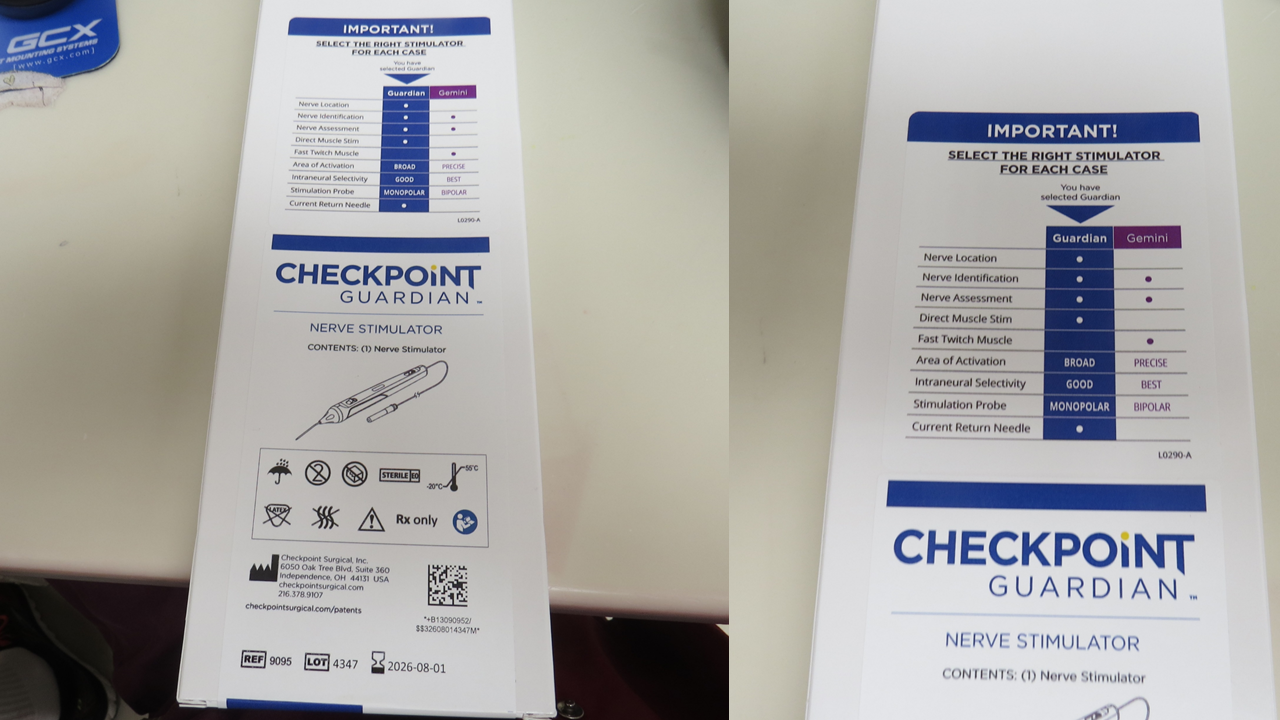 GCX
T MOUNTING SYSTEMS
[www.gcx.com]
IMPORTANT!
SELECT THE RIGHT STIMULATOR
FOR EACH CASE
You have
selected Guardian
Guardian Gemini
Nerve Location
Nerve Identification
Nerve Assessment
Direct Muscle Stim
Fast Twitch Muscle
Area of Activation BROAD PRECISE
Intraneural Selectivity GOOD BEST
Stimulation Probe MONOPOLAR BIPOLAR
Current Return Needle
L0290-A
CHECKPOINT
GUARDIAN™
NERVE STIMULATOR
CONTENTS: (1) Nerve Stimulator
2
STERILE EO
-20°C
55°C
LATEX
Rx only
Checkpoint Surgical, Inc.
6050 Oak Tree Blvd, Suite 360
Independence, OH 44131 USA
checkpointsurgical.com
216.378.9107
checkpointsurgical.com/patents
*+B13090952/
$$32608014347M*
REF 9095 LOT 4347 2026-08-01
IMPORTANT!
SELECT THE RIGHT STIMULATOR
FOR EACH CASE
You have
selected Guardian
Guardian Gemini
Nerve Location
Nerve Identification
Nerve Assessment
Direct Muscle Stim
Fast Twitch Muscle
Area of Activation BROAD PRECISE
Intraneural Selectivity GOOD BEST
Stimulation Probe MONOPOLAR BIPOLAR
Current Return Needle
L0290-A
CHECKPOINT
GUARDIAN™
NERVE STIMULATOR
CONTENTS: (1) Nerve Stimulator